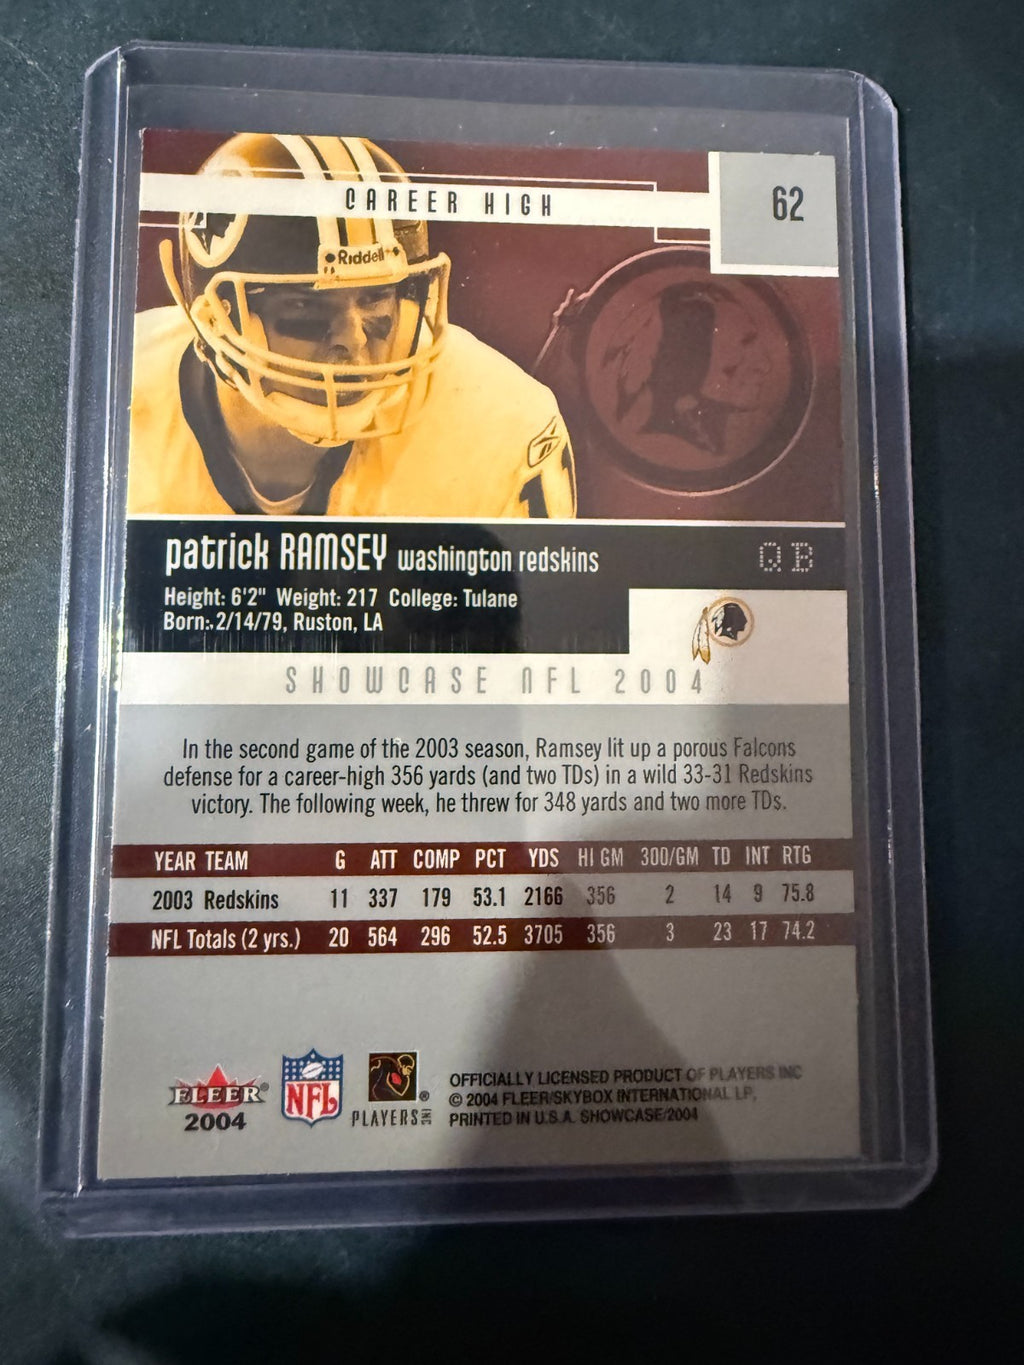 CAREER HIGH
62
Riddell
patrick RAMSEY washington redskins
QB
Height: 6'2" Weight: 217 College: Tulane
Born: 2/14/79, Ruston, LA
SHOWCASE NFL 2004
In the second game of the 2003 season, Ramsey lit up a porous Falcons
defense for a career-high 356 yards (and two TDs) in a wild 33-31 Redskins
victory. The following week, he threw for 348 yards and two more TDs.
YEAR TEAM G ATT COMP PCT YDS HI GM 300/GM TD INT RTG
2003 Redskins 11 337 179 53.1 2166 356 2 14 9 75.8
NFL Totals (2 yrs.) 20 564 296 52.5 3705 356 3 23 17 74.2
FLEER®
2004
NFL
®
PLAYERS INC
OFFICIALLY LICENSED PRODUCT OF PLAYERS INC
© 2004 FLEER/SKYBOX INTERNATIONAL LP,
PRINTED IN U.S.A. SHOWCASE/2004